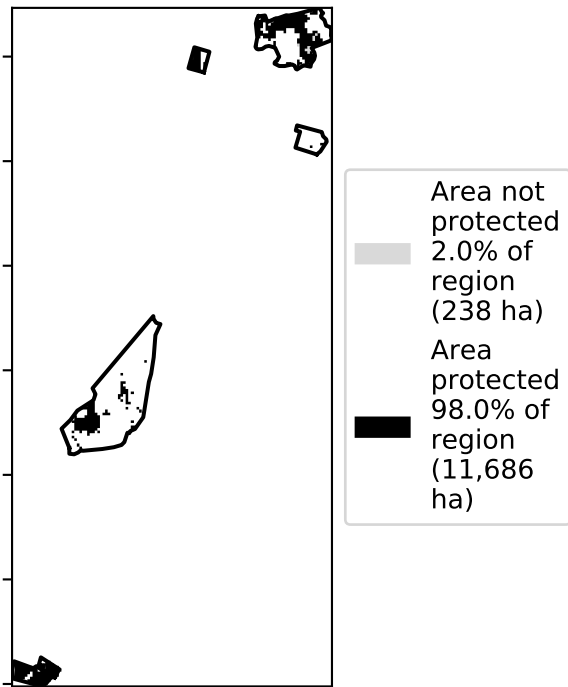 Area not
protected
2.0% of
region
(238 ha)
Area
protected
98.0% of
region
(11,686
ha)